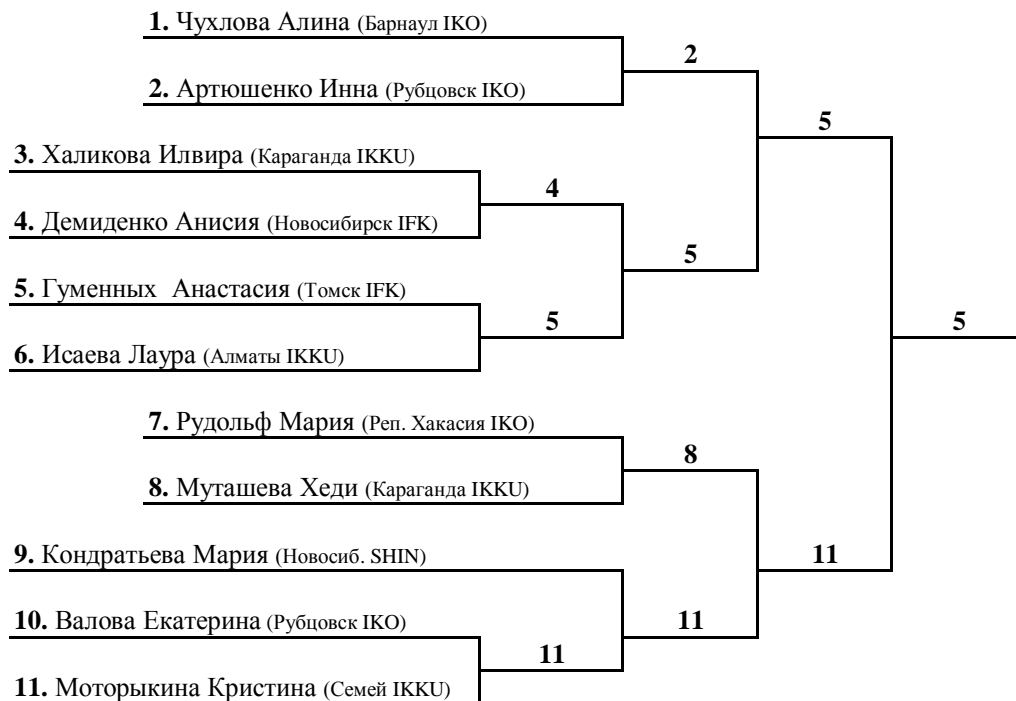 1. Чухлова Алина (Барнаул IKO)
2
2. Артюшенко Инна (Рубцовск IKO)
5
3. Халикова Илвира (Караганда IKKU)
4
4. Демиденко Анисия (Новосибирск IFK)
5
5. Гуменных Анастасия (Томск IFK)
5
5
6. Исаева Лаура (Алматы IKKU)
7. Рудольф Мария (Реп. Хакасия IKO)
8
8. Муташева Хеди (Караганда IKKU)
9. Кондратьева Мария (Новосиб. SHIN)
11
10. Валова Екатерина (Рубцовск IKO)
11
11
11. Моторыкина Кристина (Семей IKKU)